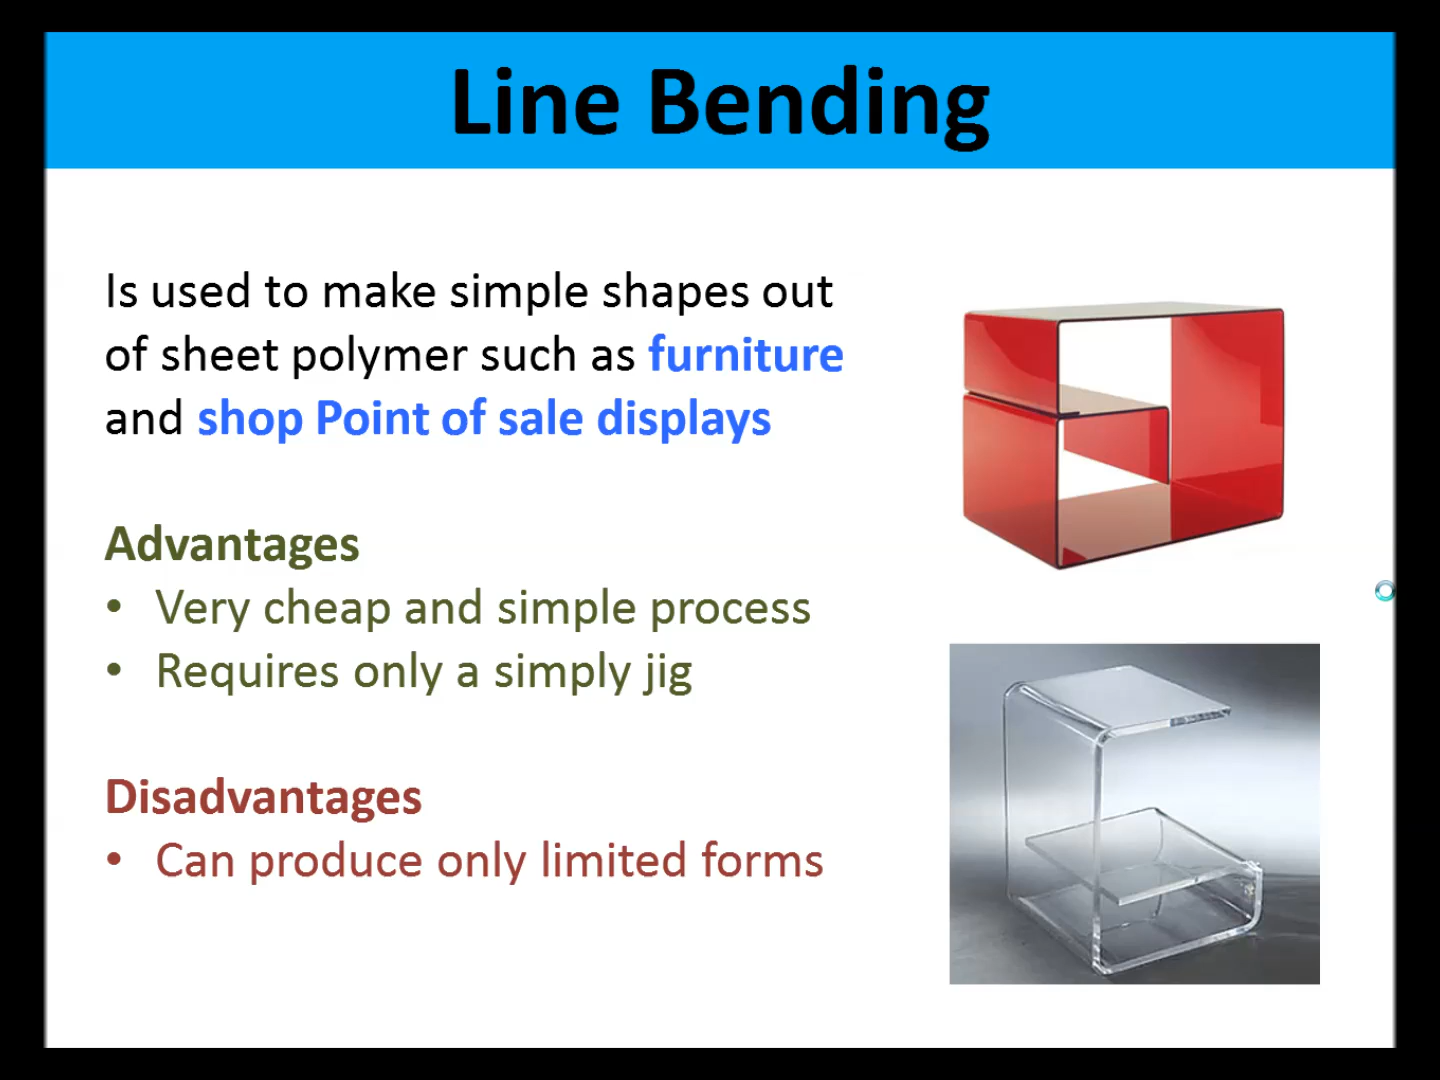 Line Bending
Is used to make simple shapes out
of sheet polymer such as furniture
and shop Point of sale displays
Advantages
• Very cheap and simple process
• Requires only a simply jig
Disadvantages
• Can produce only limited forms